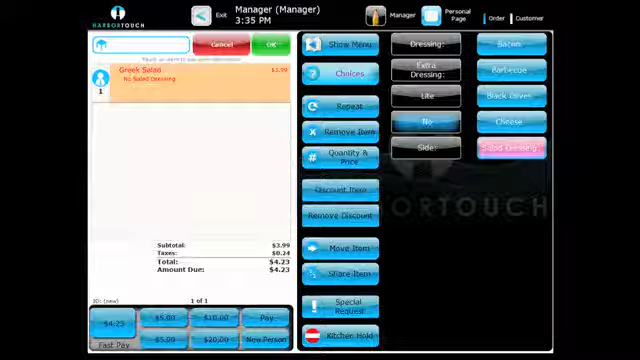 HARBORTOUCH
Exit
Manager (Manager)
3:35 PM
Manager
Personal
Page
Order
Customer
Cancel
OK
Greek Salad $3.99
No Salad Dressing
1
Subtotal: $3.99
Taxes: $0.24
Total: $4.23
Amount Due: $4.23
(new)
1 of 1
$4.23
Fast Pay
$5.00
$10.00
Pay
$20.00
New Person
Show Menu
Choices
Repeat
Remove Item
Quantity &
Price
Discount Item
Remove Discount
Move Item
Share Item
Special
Request
Kitchen Hold
Dressing:
Extra
Dressing:
Lite
No
Side:
Bacon
Barbecue
Black Olives
Cheese
Salad Dressing:
HARBORTOUCH